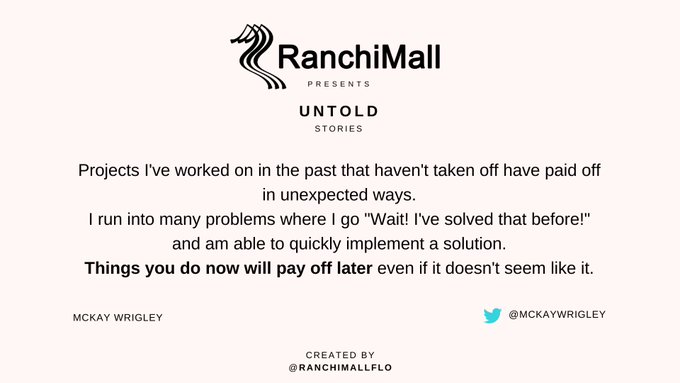 RanchiMall
PRESENTS
UNTOLD
STORIES
Projects I've worked on in the past that haven't taken off have paid off
in unexpected ways.
I run into many problems where I go "Wait! I've solved that before!"
and am able to quickly implement a solution.
Things you do now will pay off later even if it doesn't seem like it.
MCKAY WRIGLEY
@MCKAYWRIGLEY
CREATED BY
@RANCHIMALLFLO